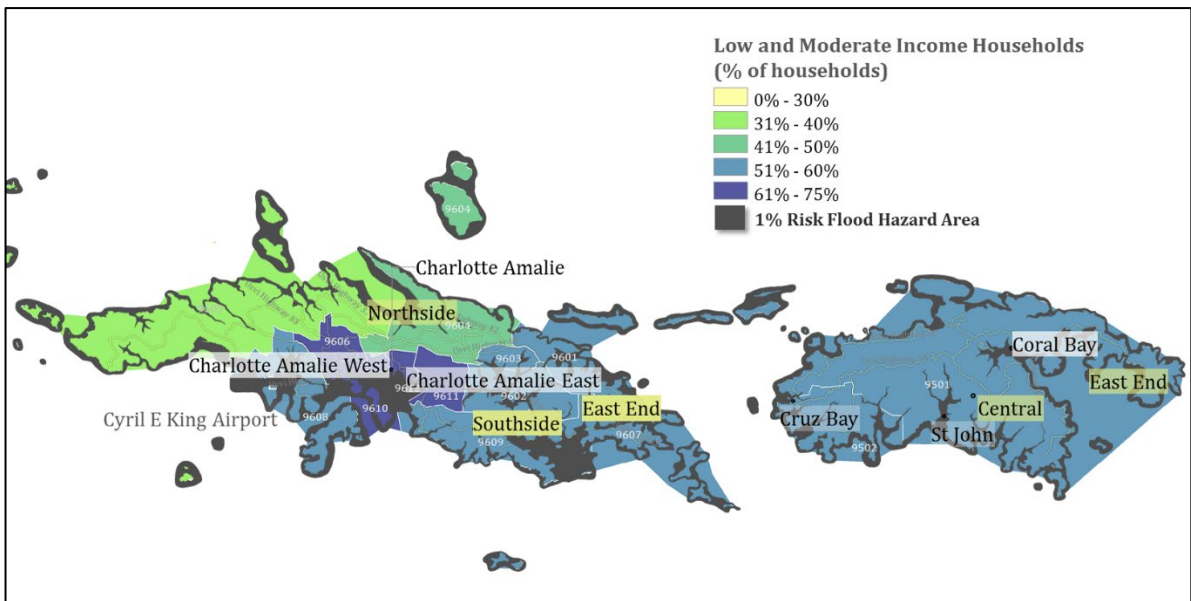 Low and Moderate Income Households
(% of households)
0% - 30%
31% - 40%
41% - 50%
51% - 60%
61% - 75%
1% Risk Flood Hazard Area
9604
Charlotte Amalie
Northside
9604
9606
Charlotte Amalie West
9603
9601
Charlotte Amalie East
9611
9602
Cyril E King Airport
9608
9610
Southside
East End
9609
9607
Coral Bay
East End
9501
Central
Cruz Bay
St John
9502